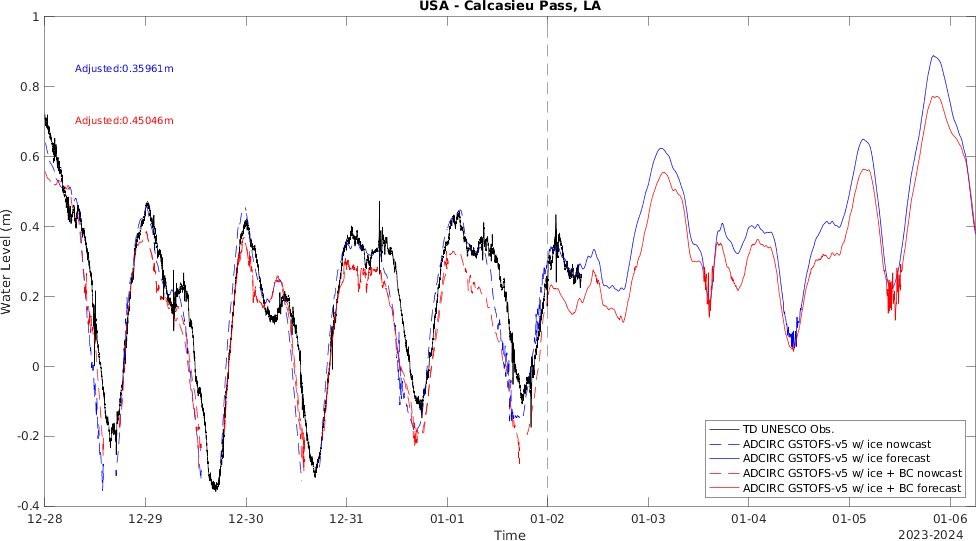 USA - Calcasieu Pass, LA
1
0.8
0.6
0.4
0.2
0
-0.2
-0.4
Water Level (m)
Adjusted:0.35961m
Adjusted:0.45046m
TD UNESCO Obs.
ADCIRC GSTOFS-v5 w/ ice nowcast
ADCIRC GSTOFS-v5 w/ ice forecast
ADCIRC GSTOFS-v5 w/ ice + BC nowcast
ADCIRC GSTOFS-v5 w/ ice + BC forecast
12-28 12-29 12-30 12-31 01-01 01-02 01-03 01-04 01-05 01-06
2023-2024
Time